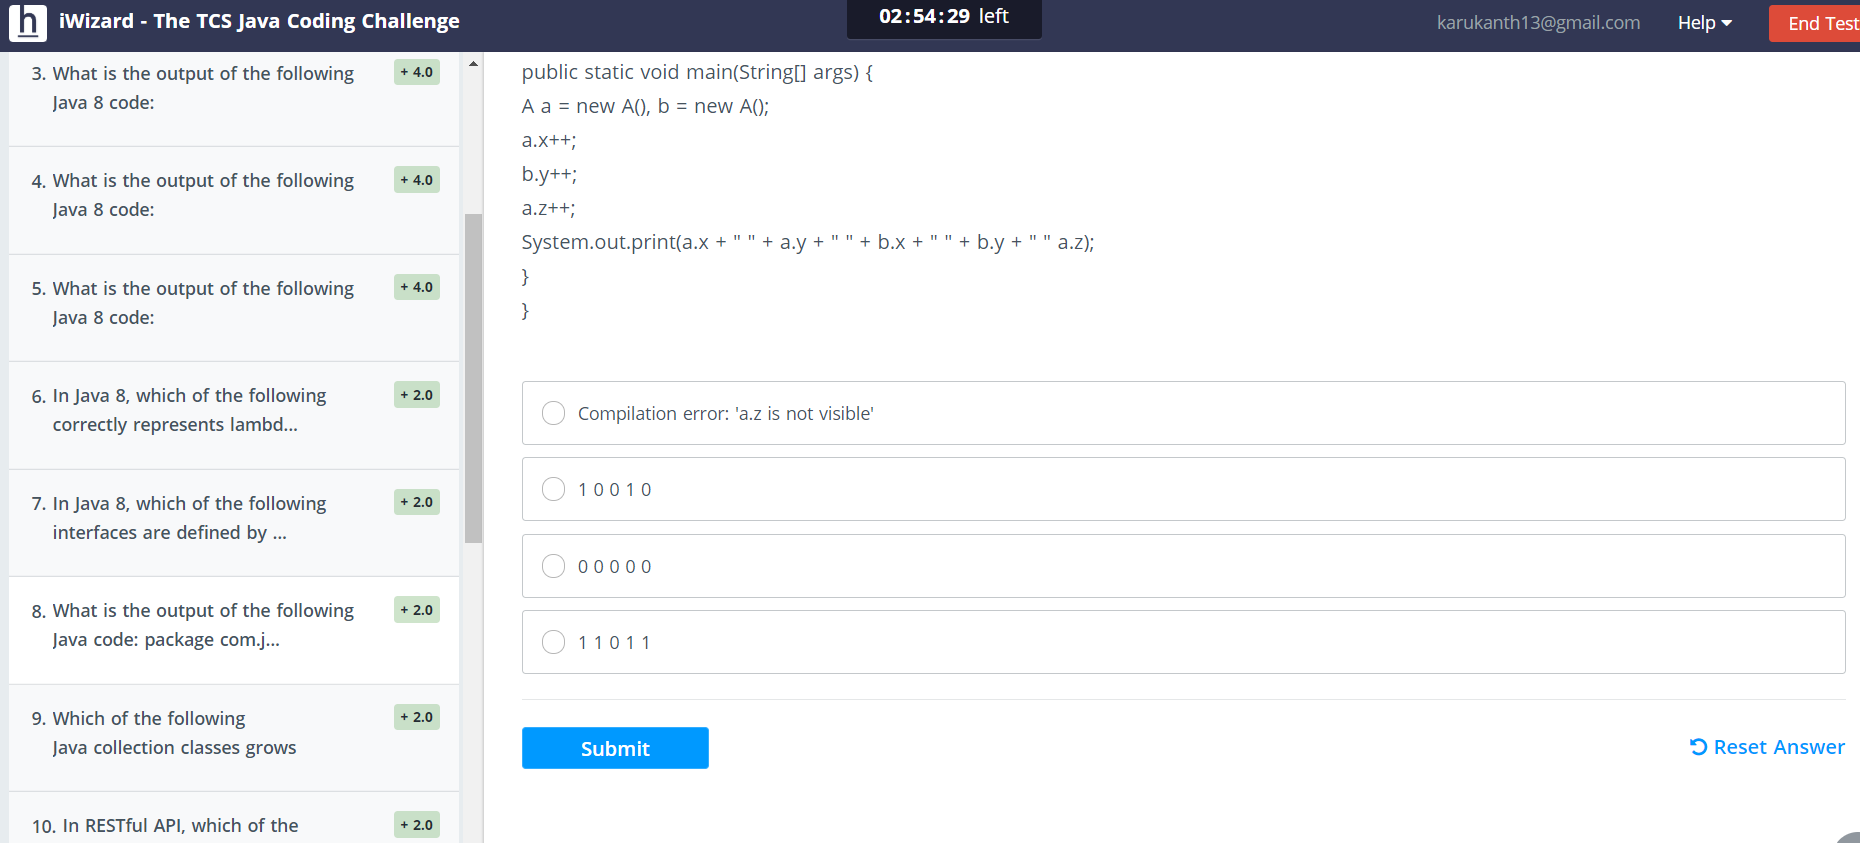 h iWizard - The TCS Java Coding Challenge
02:54:29 left
karukanth13@gmail.com
Help
End Test
3. What is the output of the following
Java 8 code:
+ 4.0
4. What is the output of the following
Java 8 code:
+ 4.0
5. What is the output of the following
Java 8 code:
+ 4.0
6. In Java 8, which of the following
correctly represents lambd...
+ 2.0
7. In Java 8, which of the following
interfaces are defined by ...
+ 2.0
8. What is the output of the following
Java code: package com.j...
+ 2.0
9. Which of the following
Java collection classes grows
+ 2.0
10. In RESTful API, which of the
+ 2.0
public static void main(String[] args) {
A a = new A(), b = new A();
a.x++;
b.y++;
a.z++;
System.out.print(a.x + " " + a.y + " " + b.x + " " + b.y + " " a.z);
}
}
Compilation error: 'a.z is not visible'
1 0 0 1 0
0 0 0 0 0
1 1 0 1 1
Submit
Reset Answer